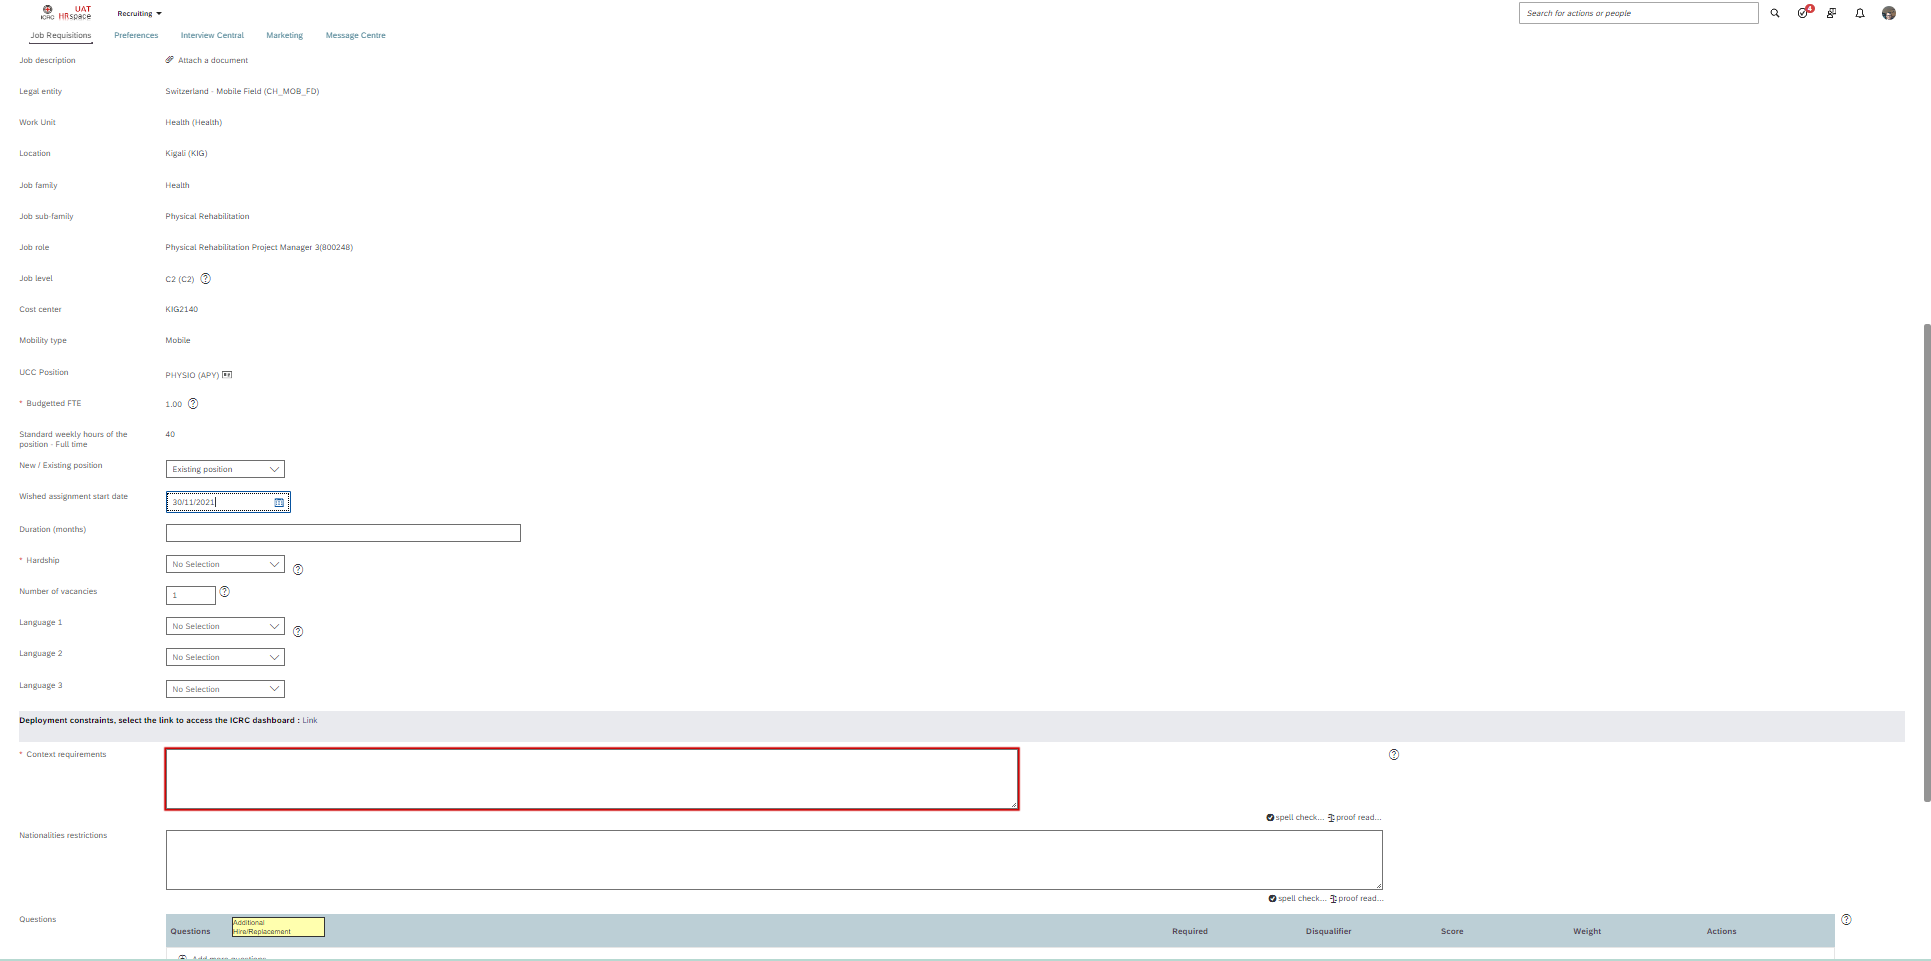 UAT
ICRC HRspace
Recruiting
Search for actions or people
4
Job Requisitions Preferences Interview Central Marketing Message Centre
Job description Attach a document
Legal entity Switzerland - Mobile Field (CH_MOB_FD)
Work Unit Health (Health)
Location Kigali (KIG)
Job family Health
Job sub-family Physical Rehabilitation
Job role Physical Rehabilitation Project Manager 3(800248)
Job level C2 (C2) ?
Cost center KIG2140
Mobility type Mobile
UCC Position PHYSIO (APY)
* Budgetted FTE 1.00 ?
Standard weekly hours of the 40
position - Full time
New / Existing position Existing position
Wished assignment start date 30/11/2021
Duration (months)
* Hardship No Selection ?
Number of vacancies 1 ?
Language 1 No Selection ?
Language 2 No Selection
Language 3 No Selection
Deployment constraints, select the link to access the ICRC dashboard : Link
* Context requirements ?
spell check... proof read...
Nationalities restrictions
spell check... proof read...
Questions ?
Additional
Hire/Replacement
Questions Required Disqualifier Score Weight Actions
Add more questions